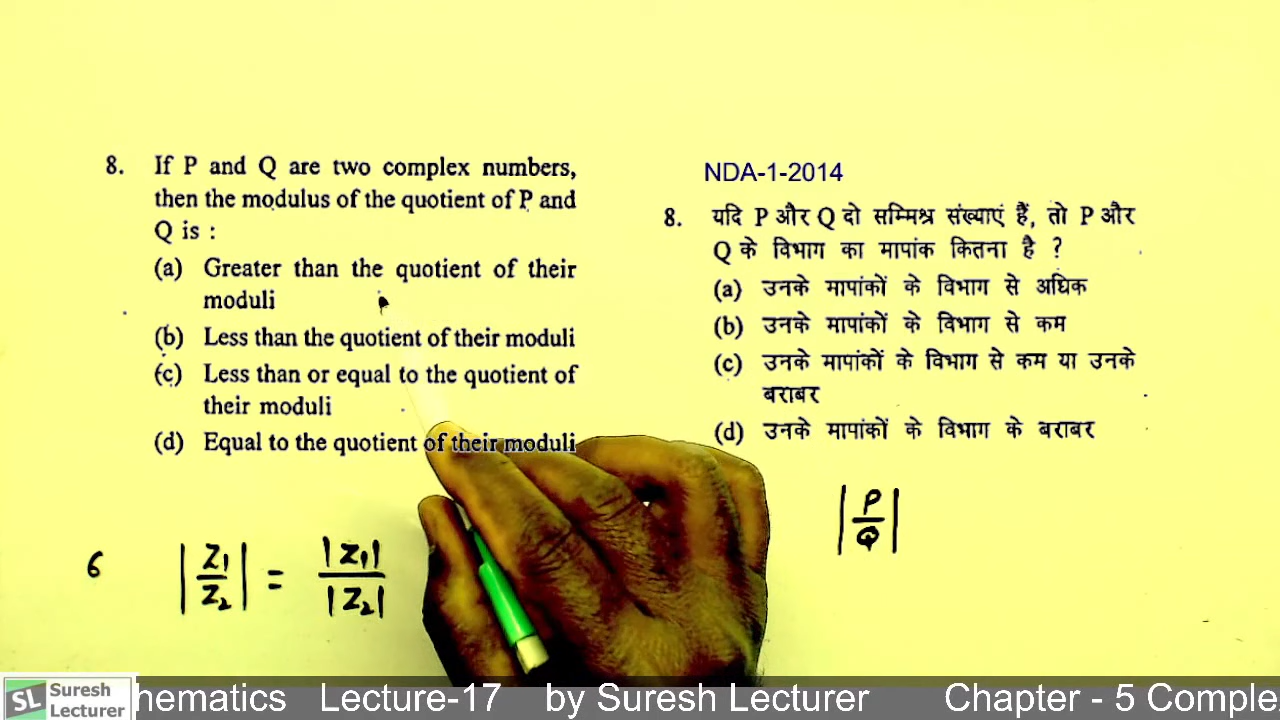 8. If P and Q are two complex numbers,
then the modulus of the quotient of P and
Q is :
(a) Greater than the quotient of their
moduli
(b) Less than the quotient of their moduli
(c) Less than or equal to the quotient of
their moduli
(d) Equal to the quotient of their moduli
NDA-1-2014
8. यदि P और Q दो सम्मिश्र संख्याएं हैं, तो P और
Q के विभाग का मापांक कितना है ?
(a) उनके मापांकों के विभाग से अधिक
(b) उनके मापांकों के विभाग से कम
(c) उनके मापांकों के विभाग से कम या उनके
बराबर
(d) उनके मापांकों के विभाग के बराबर
|P/Q|
6 |Z1/Z2| = |Z1|/|Z2|
SL Suresh
Lecturer
hematics Lecture-17 by Suresh Lecturer Chapter - 5 Comple